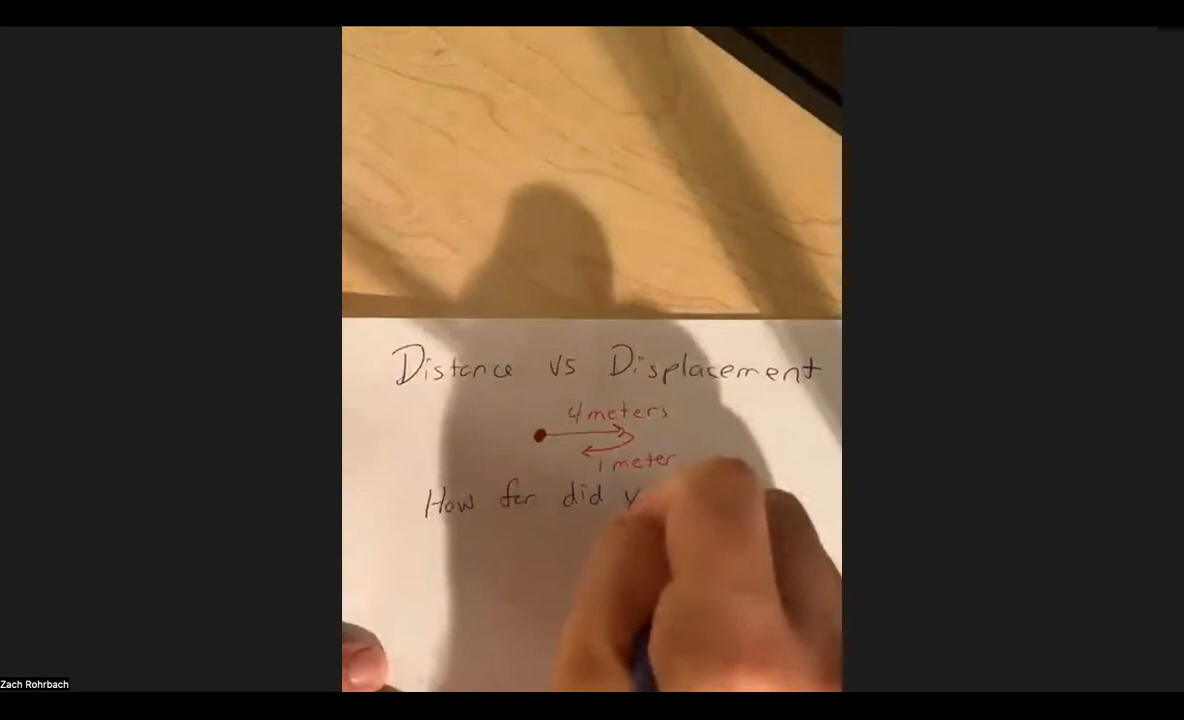 Distance vs Displacement
4 meters
1 meter
How far did y
Zach Rohrbach